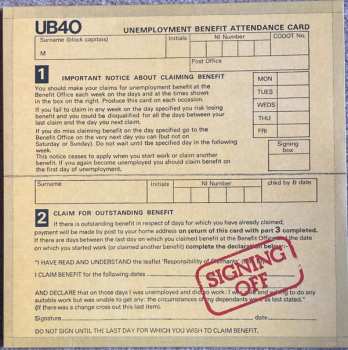 UB40 UNEMPLOYMENT BENEFIT ATTENDANCE CARD
Surname (block capitals) Initials NI Number CODOT No.
M
Post Office
1 IMPORTANT NOTICE ABOUT CLAIMING BENEFIT
You should make your claims for unemployment benefit at the
Benefit Office each week on the days and at the times shown
in the box on the right. Produce this card on each occasion.
If you fail to claim in any week on the day specified you risk losing
benefit and you could be disqualified for all the days between your
last claim and the day you next claim.
If you do miss claiming benefit on the day specified go to the
Benefit Office on the very next day you can (but not on
Saturday or Sunday). Do not wait until the specified day in the following
week.
This notice ceases to apply when you start work or claim another
benefit. If you again become unemployed you should claim benefit on
the first day of unemployment.
MON
TUES
WEDS
THU
FRI
Signing
box
Surname Initials NI Number chkd by B date
2 CLAIM FOR OUTSTANDING BENEFIT
If there is outstanding benefit in respect of days for which you have already claimed,
payment will be made by post to your home address on return of this card with part 3 completed.
If there are days between the last day on which you claimed benefit at the Benefit Office and the date
on which you started work (or claimed another benefit) complete the declaration below:-
"I HAVE READ AND UNDERSTAND the leaflet 'Responsibility of Claimants'
I CLAIM BENEFIT for the following dates
AND DECLARE that on those days I was unemployed and did no work. I was able and willing to do any
suitable work but was unable to get any: the circumstances of my dependants were as last stated."
(If there was a change cross out this last item).
Signature date
DO NOT SIGN UNTIL THE LAST DAY FOR WHICH YOU WISH TO CLAIM BENEFIT.
SIGNING
OFF